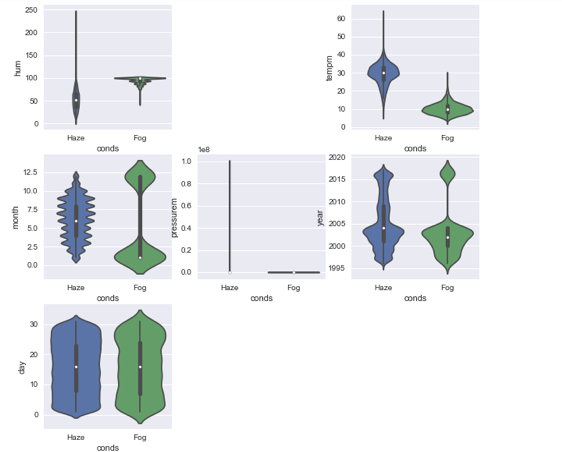 250
200
150
100
50
0
hum
Haze Fog
conds
60
50
40
30
20
10
0
tempm
Haze Fog
conds
12.5
10.0
7.5
5.0
2.5
0.0
month
Haze Fog
conds
1e8
1.0
0.8
0.6
0.4
0.2
0.0
pressurem
Haze Fog
conds
2020
2015
2010
2005
2000
1995
year
Haze Fog
conds
30
20
10
0
day
Haze Fog
conds